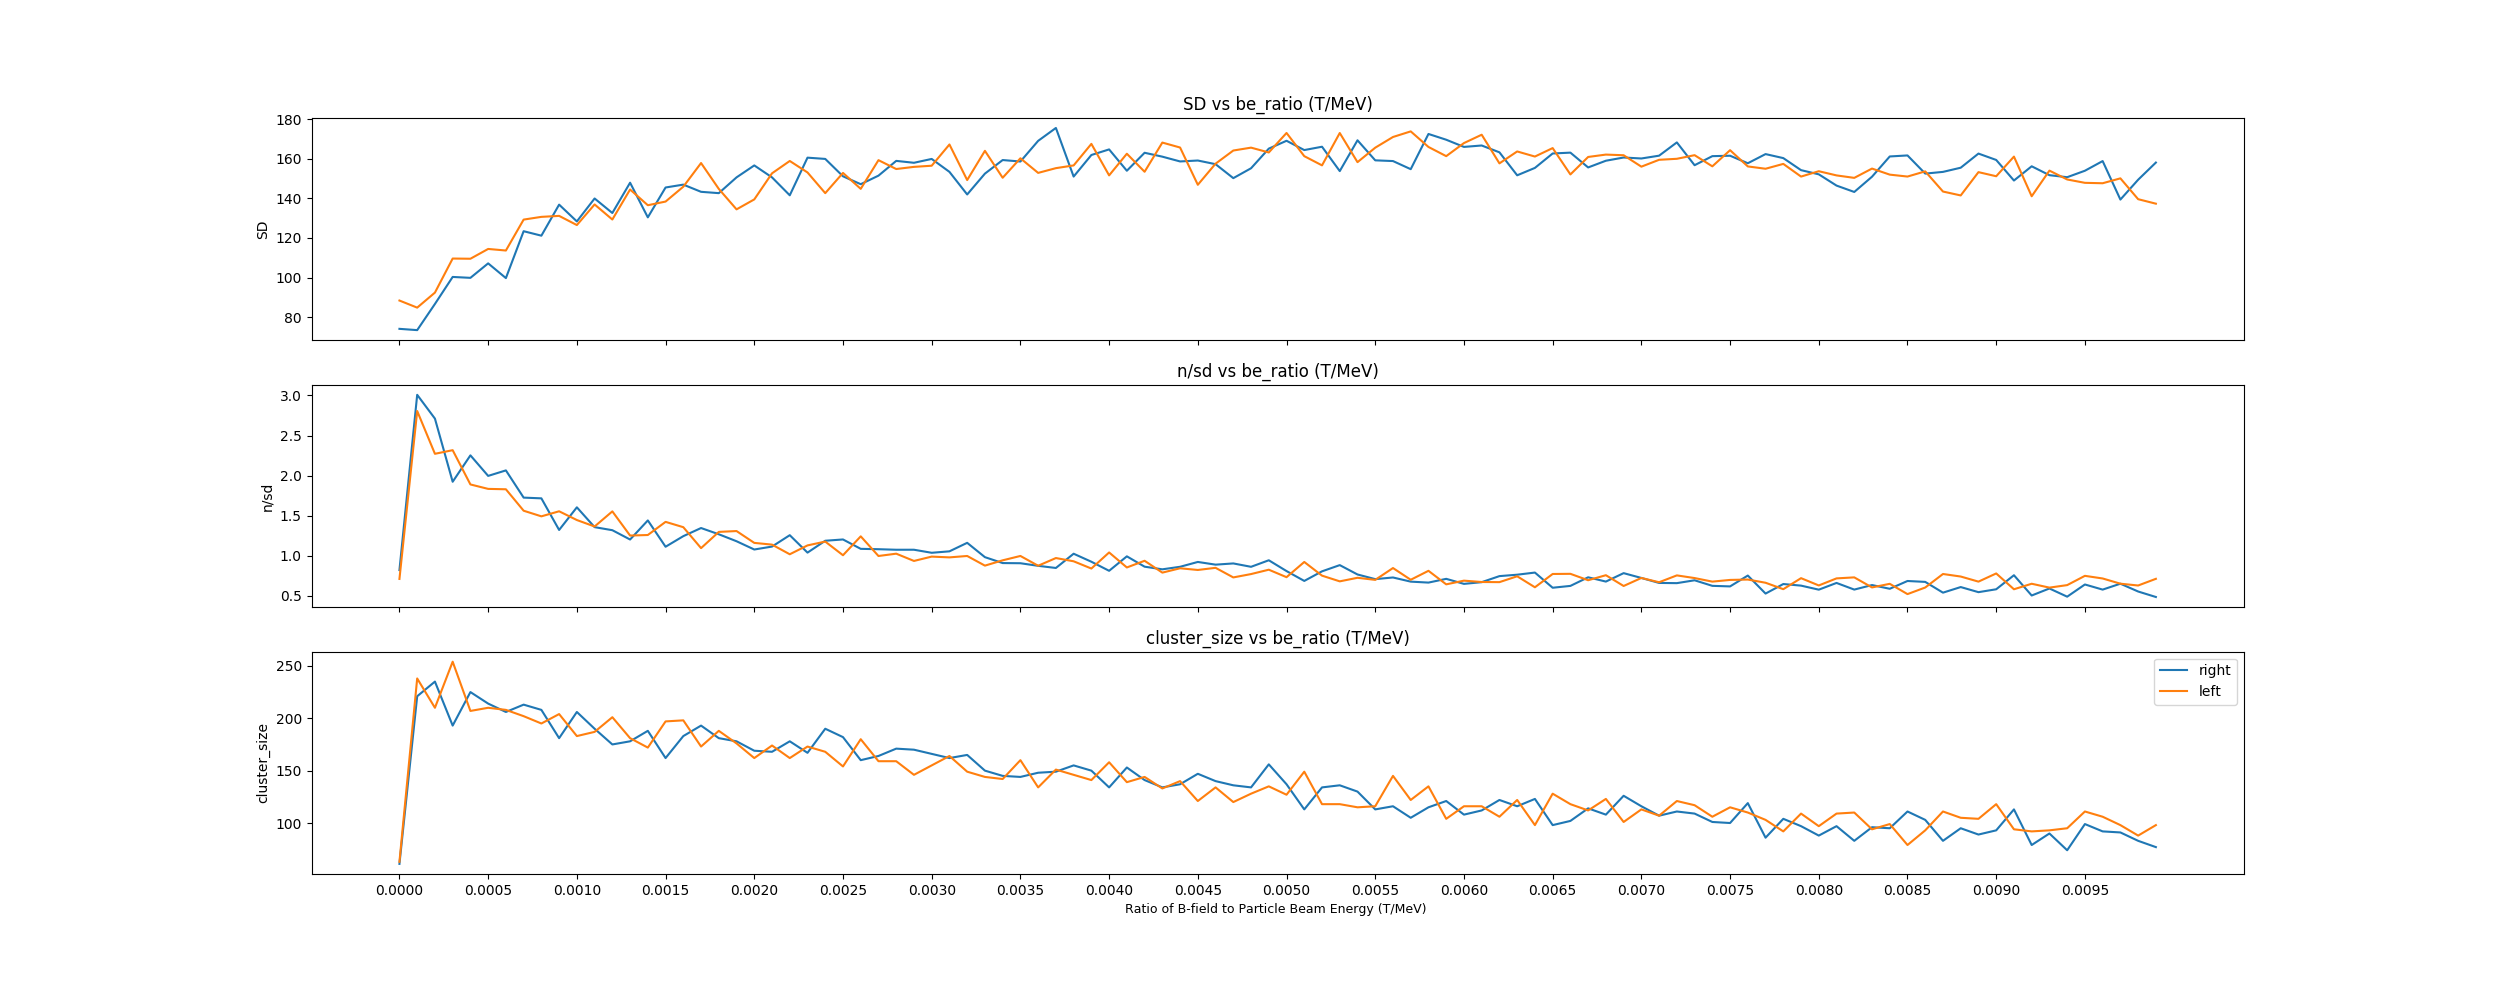 SD vs be_ratio (T/MeV)
180
160
140
120
100
80
SD
n/sd vs be_ratio (T/MeV)
3.0
2.5
2.0
1.5
1.0
0.5
n/sd
cluster_size vs be_ratio (T/MeV)
250
200
150
100
cluster_size
right
left
0.0000 0.0005 0.0010 0.0015 0.0020 0.0025 0.0030 0.0035 0.0040 0.0045 0.0050 0.0055 0.0060 0.0065 0.0070 0.0075 0.0080 0.0085 0.0090 0.0095
Ratio of B-field to Particle Beam Energy (T/MeV)